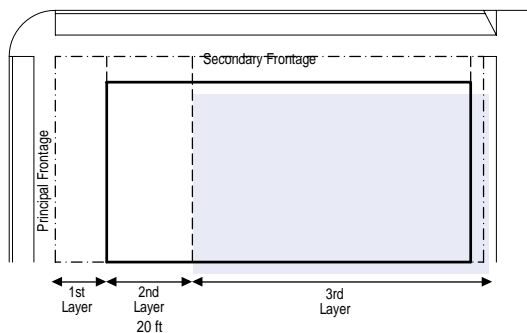 Secondary Frontage
Principal Frontage
1st
Layer
2nd
Layer
20 ft
3rd
Layer